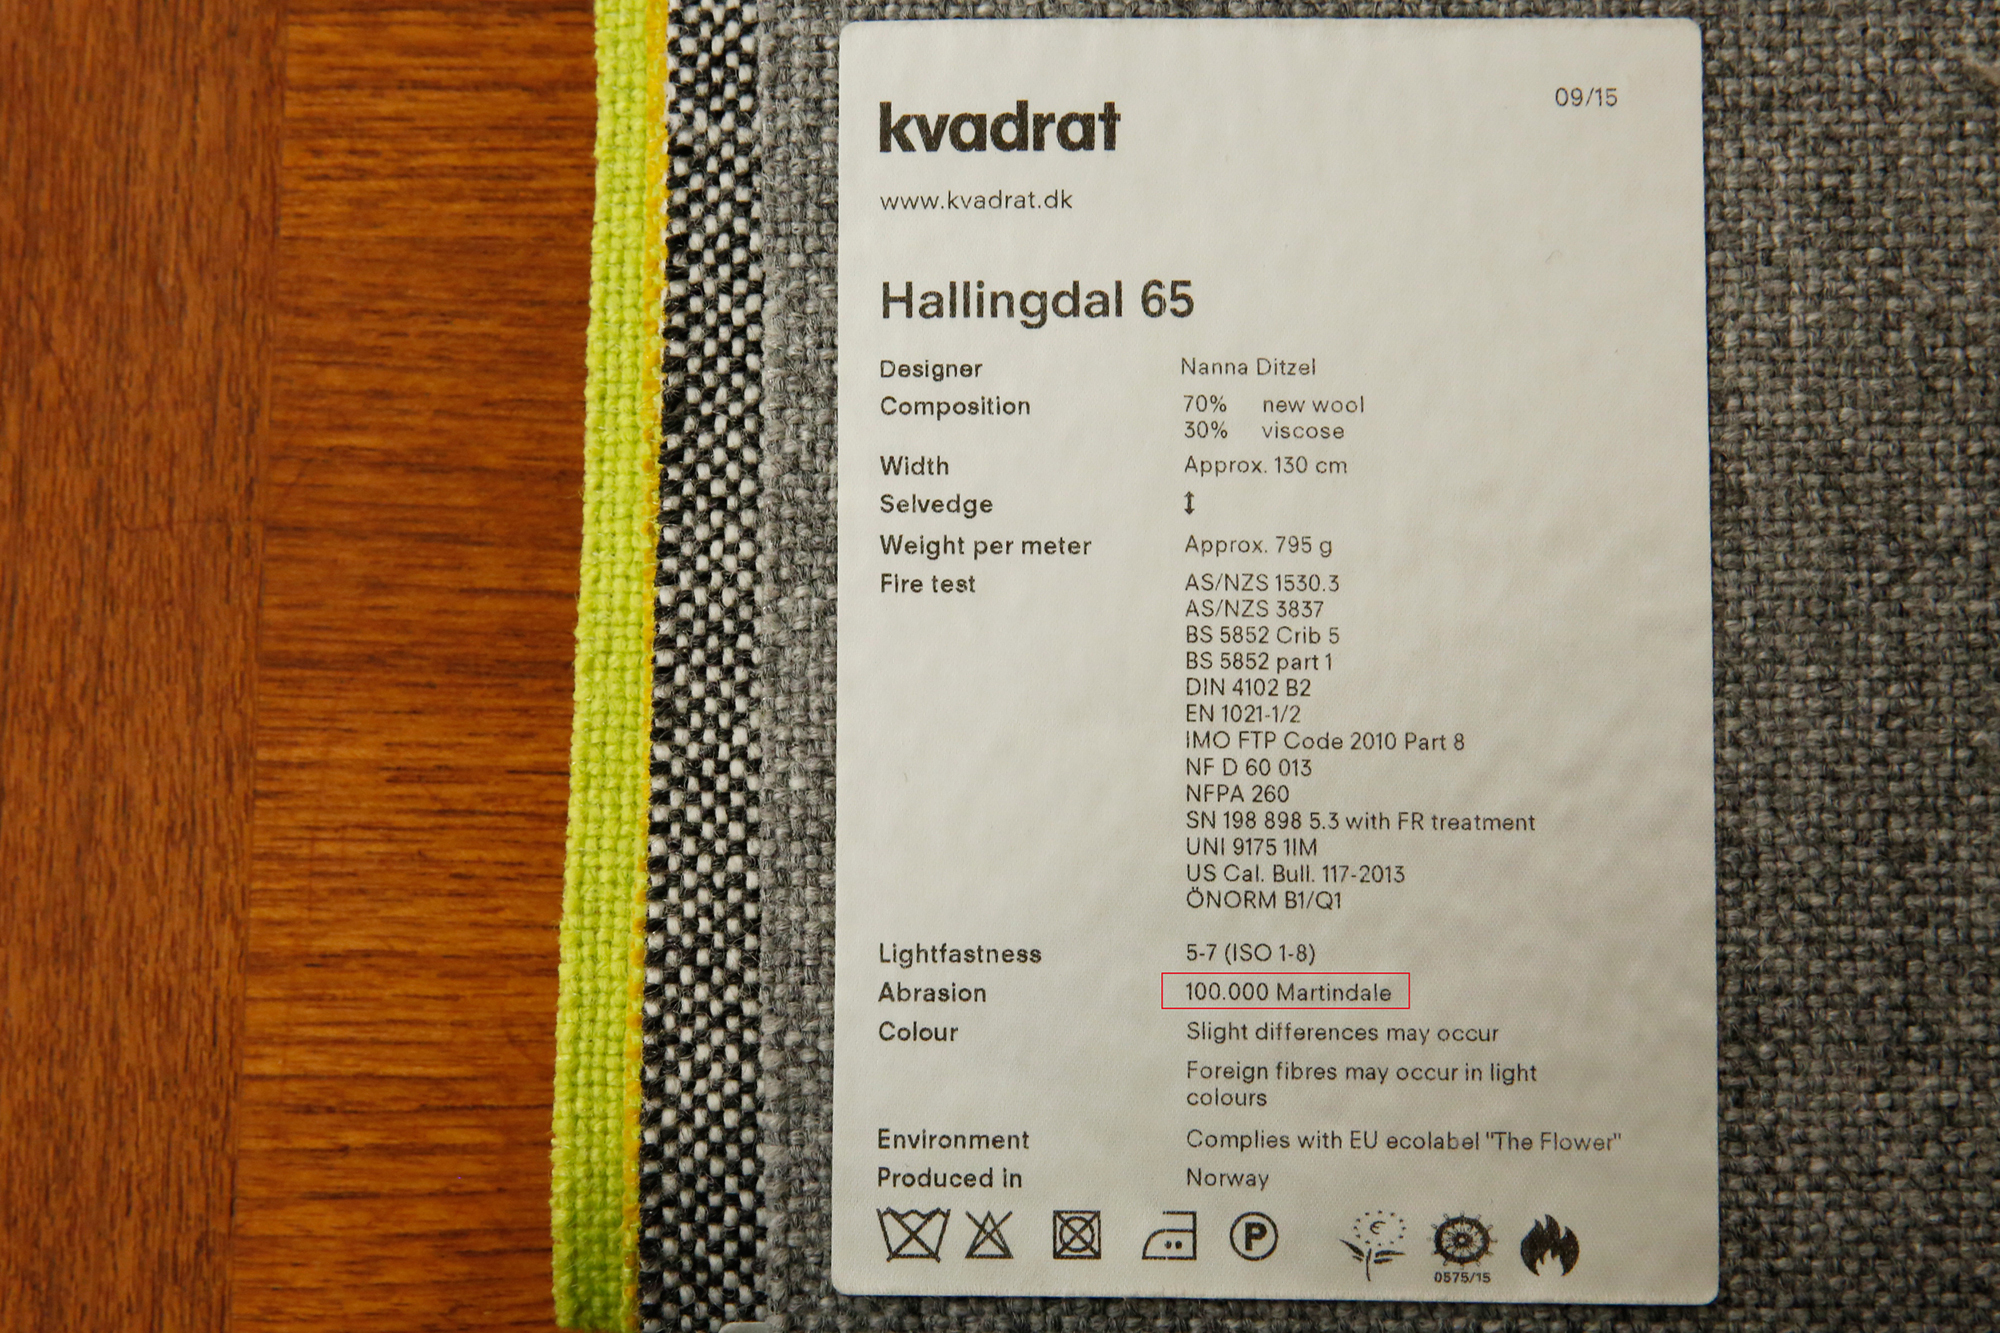 kvadrat
09/15
www.kvadrat.dk
Hallingdal 65
Designer Nanna Ditzel
Composition 70% new wool
30% viscose
Width Approx. 130 cm
Selvedge ↕
Weight per meter Approx. 795 g
Fire test AS/NZS 1530.3
AS/NZS 3837
BS 5852 Crib 5
BS 5852 part 1
DIN 4102 B2
EN 1021-1/2
IMO FTP Code 2010 Part 8
NF D 60 013
NFPA 260
SN 198 898 5.3 with FR treatment
UNI 9175 1IM
US Cal. Bull. 117-2013
ÖNORM B1/Q1
Lightfastness 5-7 (ISO 1-8)
Abrasion 100.000 Martindale
Colour Slight differences may occur
Foreign fibres may occur in light
colours
Environment Complies with EU ecolabel "The Flower"
Produced in Norway
P €
0575/15